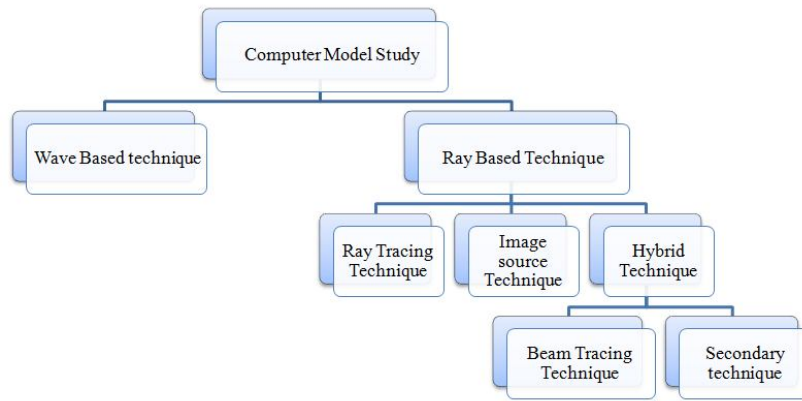 Computer Model Study
Wave Based technique
Ray Based Technique
Ray Tracing
Technique
Image
source
Technique
Hybrid
Technique
Beam Tracing
Technique
Secondary
technique